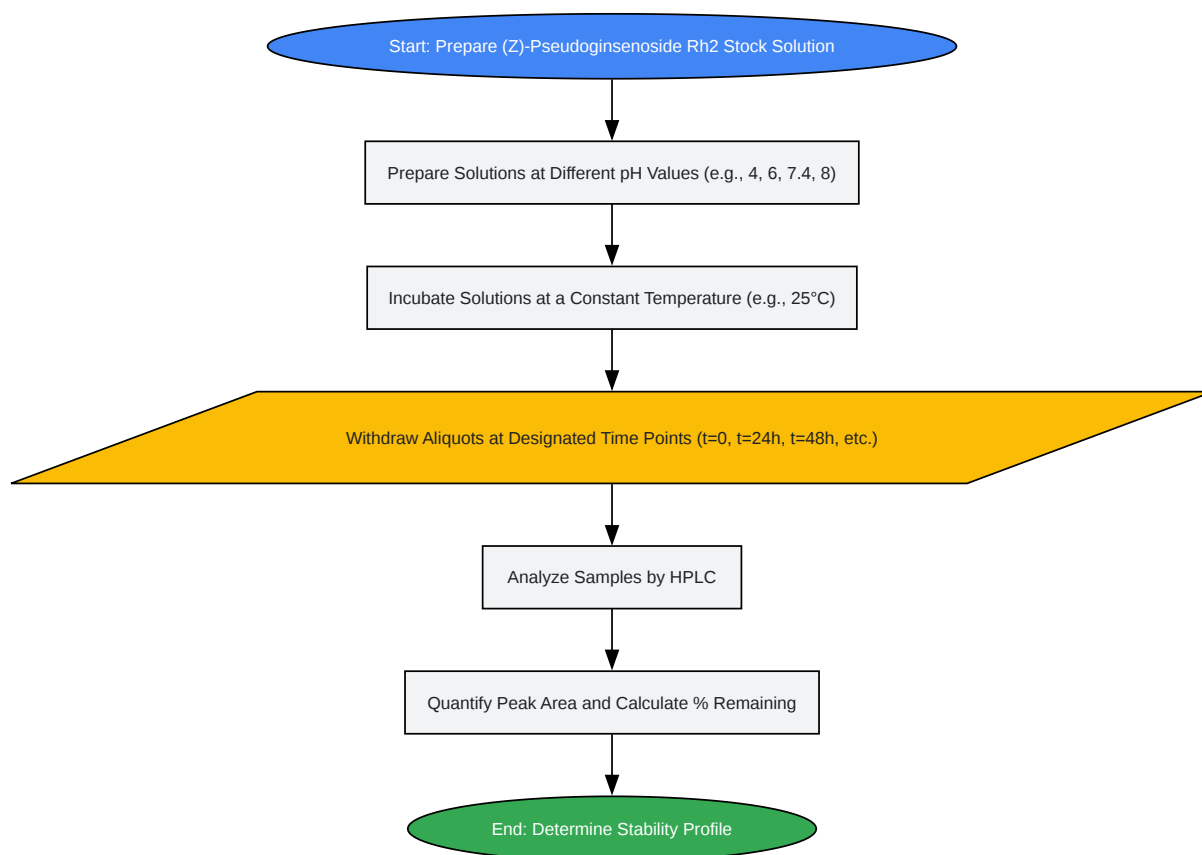 Start: Prepare (Z)-Pseudoginsenoside Rh2 Stock Solution
Prepare Solutions at Different pH Values (e.g., 4, 6, 7.4, 8)
Incubate Solutions at a Constant Temperature (e.g., 25°C)
Withdraw Aliquots at Designated Time Points (t=0, t=24h, t=48h, etc.)
Analyze Samples by HPLC
Quantify Peak Area and Calculate % Remaining
End: Determine Stability Profile